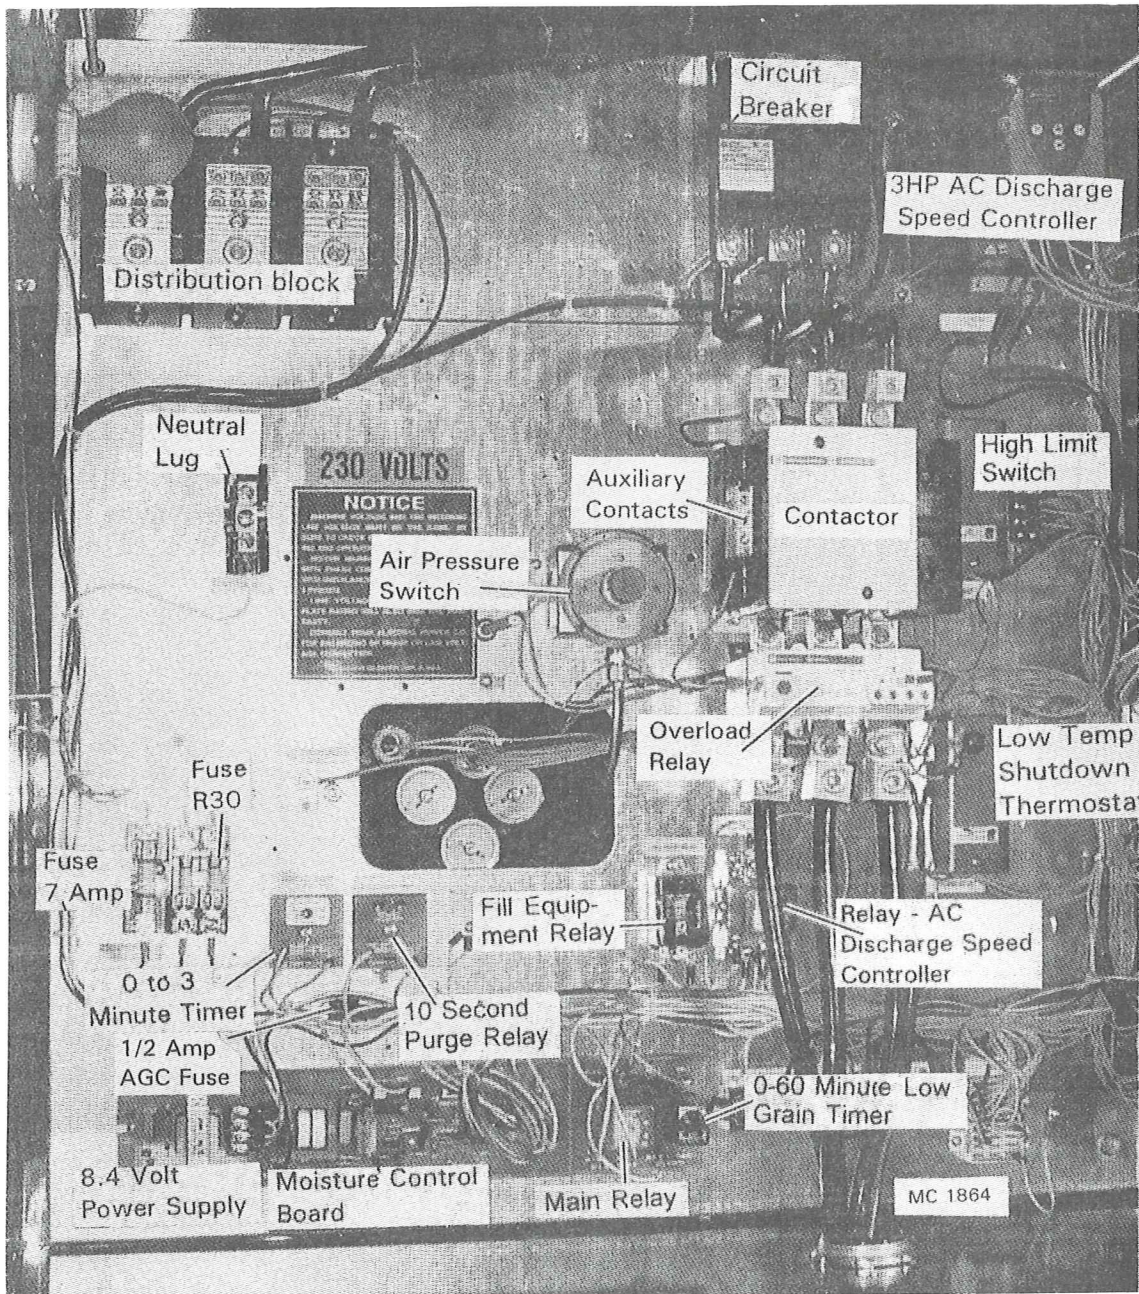 Circuit
Breaker
3HP AC Discharge
Speed Controller
Distribution block
Neutral
Lug
230 VOLTS
NOTICE
High Limit
Switch
Auxiliary
Contacts
Contactor
Air Pressure
Switch
Overload
Relay
Low Temp
Shutdown
Thermosta
Fuse
R30
Fuse
7 Amp
Fill Equip-
ment Relay
Relay - AC
Discharge Speed
Controller
0 to 3
Minute Timer
10 Second
Purge Relay
1/2 Amp
AGC Fuse
0-60 Minute Low
Grain Timer
8.4 Volt
Power Supply
Moisture Control
Board
Main Relay
MC 1864